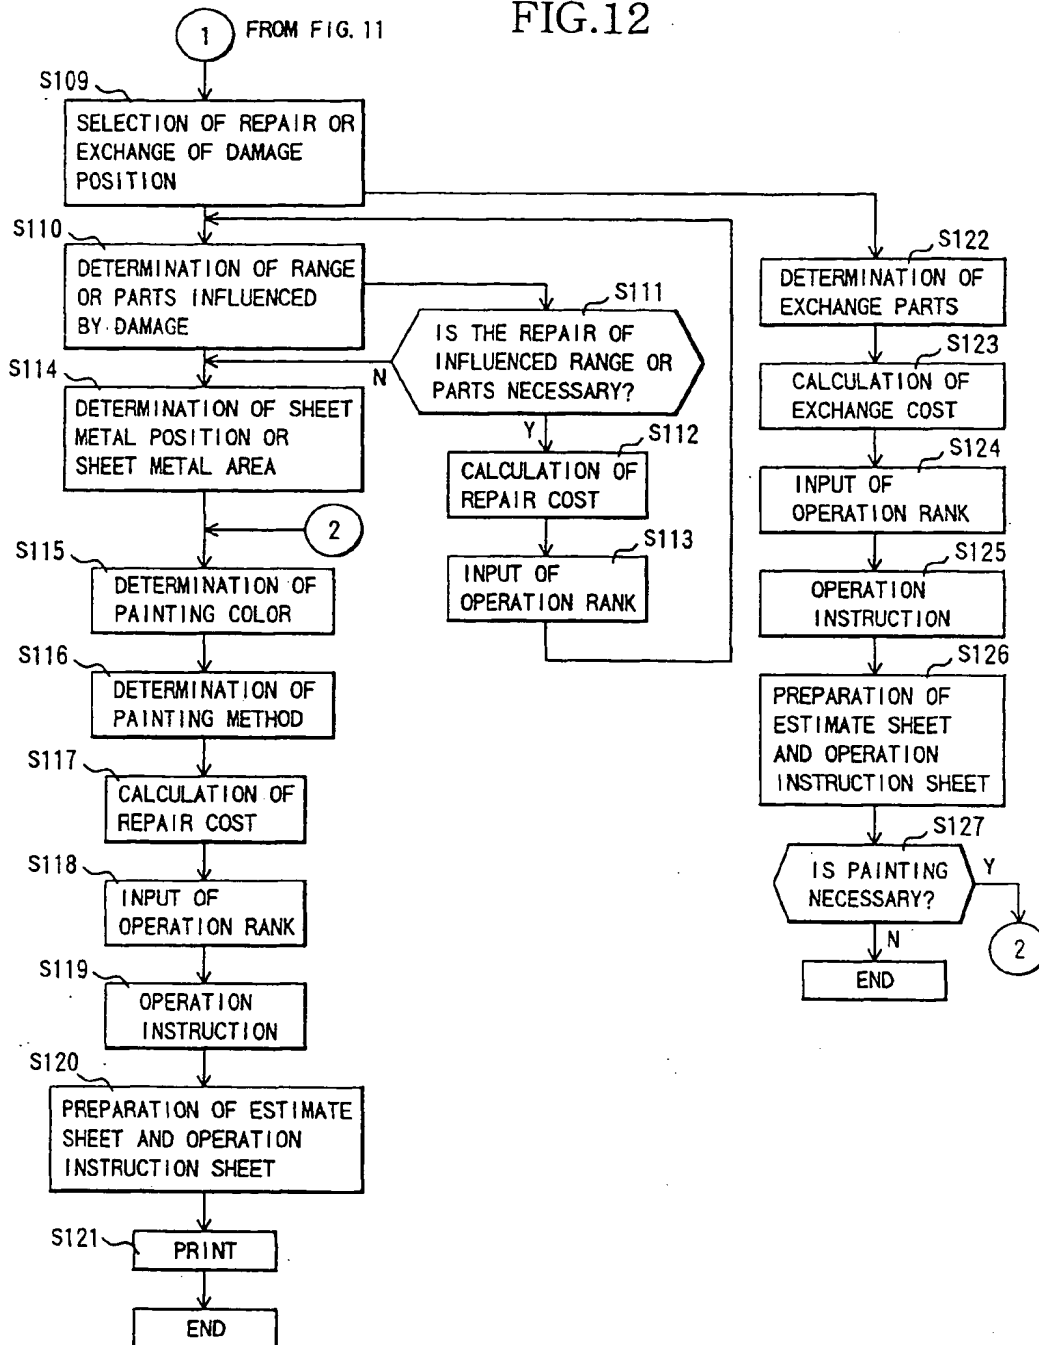 FIG.12
1 FROM FIG. 11
S109
SELECTION OF REPAIR OR
EXCHANGE OF DAMAGE
POSITION
S110
DETERMINATION OF RANGE
OR PARTS INFLUENCED
BY DAMAGE
S111
IS THE REPAIR OF
INFLUENCED RANGE OR
PARTS NECESSARY?
N
Y
S112
CALCULATION OF
REPAIR COST
S113
INPUT OF
OPERATION RANK
S114
DETERMINATION OF SHEET
METAL POSITION OR
SHEET METAL AREA
2
S115
DETERMINATION OF
PAINTING COLOR
S116
DETERMINATION OF
PAINTING METHOD
S117
CALCULATION OF
REPAIR COST
S118
INPUT OF
OPERATION RANK
S119
OPERATION
INSTRUCTION
S120
PREPARATION OF ESTIMATE
SHEET AND OPERATION
INSTRUCTION SHEET
S121
PRINT
END
S122
DETERMINATION OF
EXCHANGE PARTS
S123
CALCULATION OF
EXCHANGE COST
S124
INPUT OF
OPERATION RANK
S125
OPERATION
INSTRUCTION
S126
PREPARATION OF
ESTIMATE SHEET
AND OPERATION
INSTRUCTION SHEET
S127
IS PAINTING
NECESSARY?
Y
2
N
END